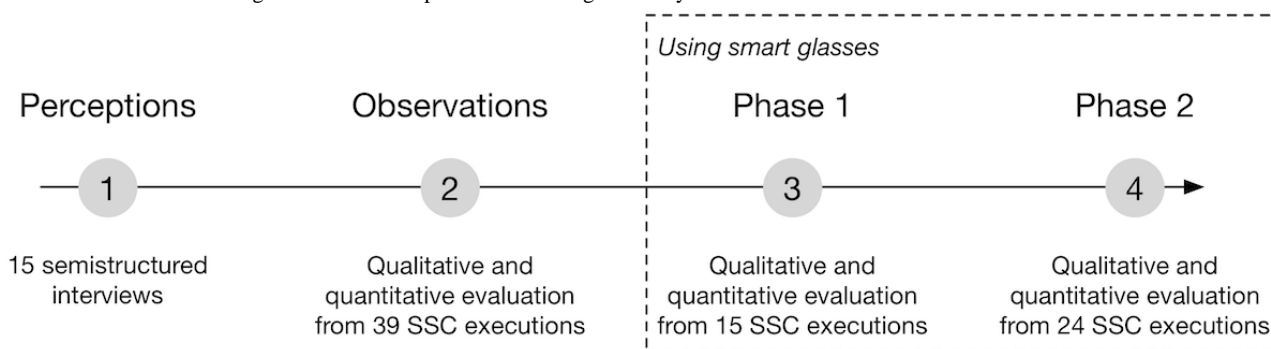 Using smart glasses
Perceptions
Observations
Phase 1
Phase 2
1
2
3
4
15 semistructured
interviews
Qualitative and
quantitative evaluation
from 39 SSC executions
Qualitative and
quantitative evaluation
from 15 SSC executions
Qualitative and
quantitative evaluation
from 24 SSC executions